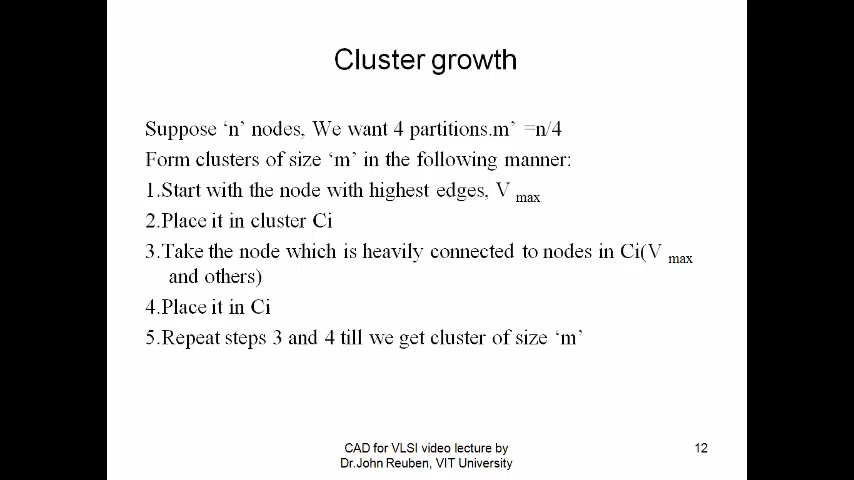 Cluster growth
Suppose ‘n’ nodes, We want 4 partitions.m’ =n/4
Form clusters of size ‘m’ in the following manner:
1.Start with the node with highest edges, V max
2.Place it in cluster Ci
3.Take the node which is heavily connected to nodes in Ci(V max
and others)
4.Place it in Ci
5.Repeat steps 3 and 4 till we get cluster of size ‘m’
CAD for VLSI video lecture by
Dr.John Reuben, VIT University
12